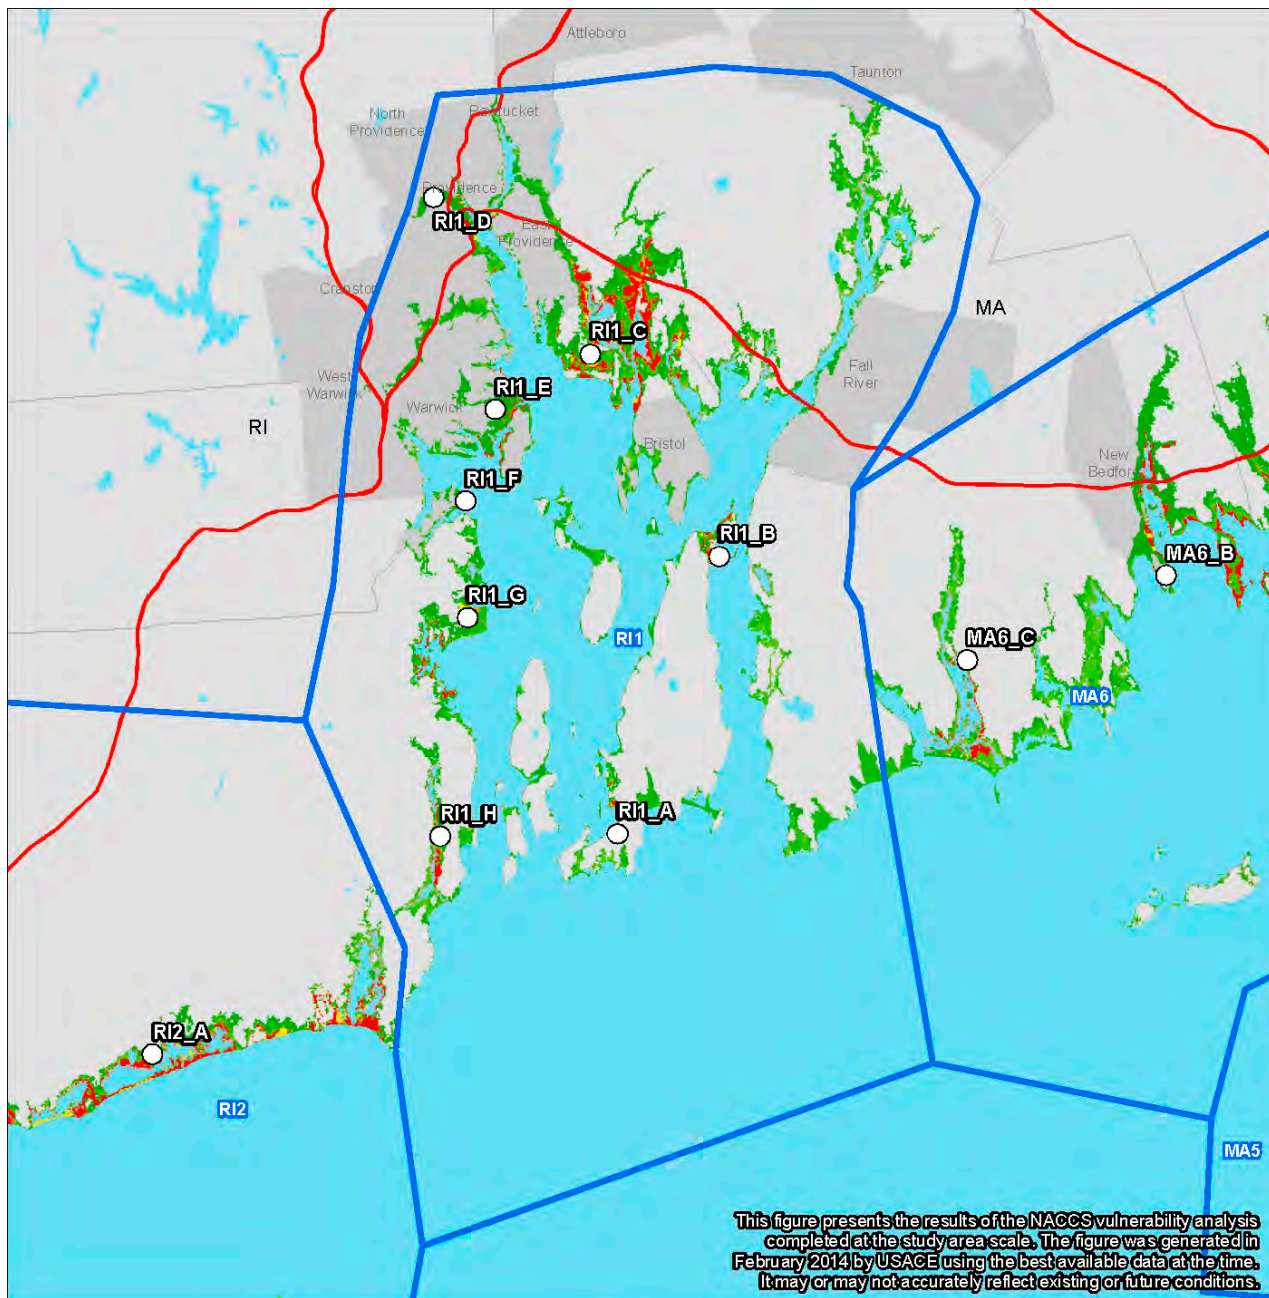 Attleboro
Taunton
North
Providence
Pawtucket
Providence
RI1_D
East
Providence
Cranston
MA
RI1_C
Fall
River
West
Warwick
RI1_E
Warwick
RI
Bristol
New
Bedford
RI1_F
RI1_B
MA6_B
RI1_G
RI1
MA6_C
MA6
RI1_H
RI1_A
RI2_A
RI2
MA5
This figure presents the results of the NACCS vulnerability analysis
completed at the study area scale. The figure was generated in
February 2014 by USACE using the best available data at the time.
It may or may not accurately reflect existing or future conditions.